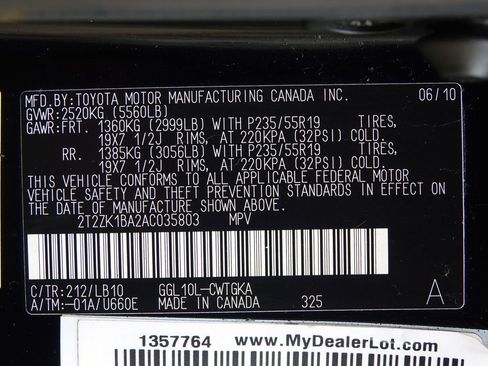 MFD.BY:TOYOTA MOTOR MANUFACTURING CANADA INC. 06/10
GVWR:2520KG (5560LB)
GAWR:FRT. 1360KG (2999LB) WITH P235/55R19 TIRES,
19X7 1/2J RIMS, AT 220KPA (32PSI) COLD.
RR. 1385KG (3056LB) WITH P235/55R19 TIRES,
19X7 1/2J RIMS, AT 220KPA (32PSI) COLD.
THIS VEHICLE CONFORMS TO ALL APPLICABLE FEDERAL MOTOR
VEHICLE SAFETY AND THEFT PREVENTION STANDARDS IN EFFECT ON
THE DATE OF MANUFACTURE SHOWN ABOVE.
2T2ZK1BA2AC035803 MPV
C/TR:212/LB10 GGL10L-CWTGKA
A/TM:-01A/U660E MADE IN CANADA 325 A
1357764 www.MyDealerLot.com